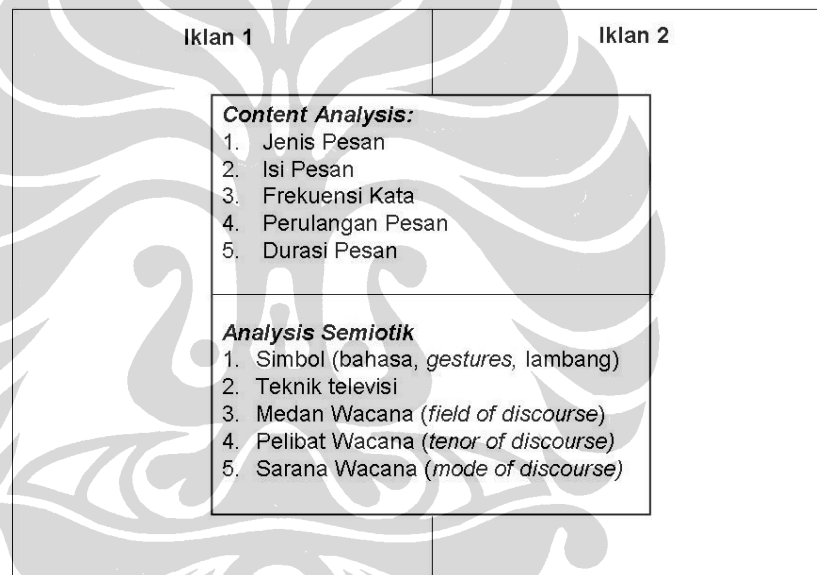 Iklan 1
Iklan 2
Content Analysis:
1. Jenis Pesan
2. Isi Pesan
3. Frekuensi Kata
4. Perulangan Pesan
5. Durasi Pesan
Analysis Semiotik
1. Simbol (bahasa, gestures, lambang)
2. Teknik televisi
3. Medan Wacana (field of discourse)
4. Pelibat Wacana (tenor of discourse)
5. Sarana Wacana (mode of discourse)